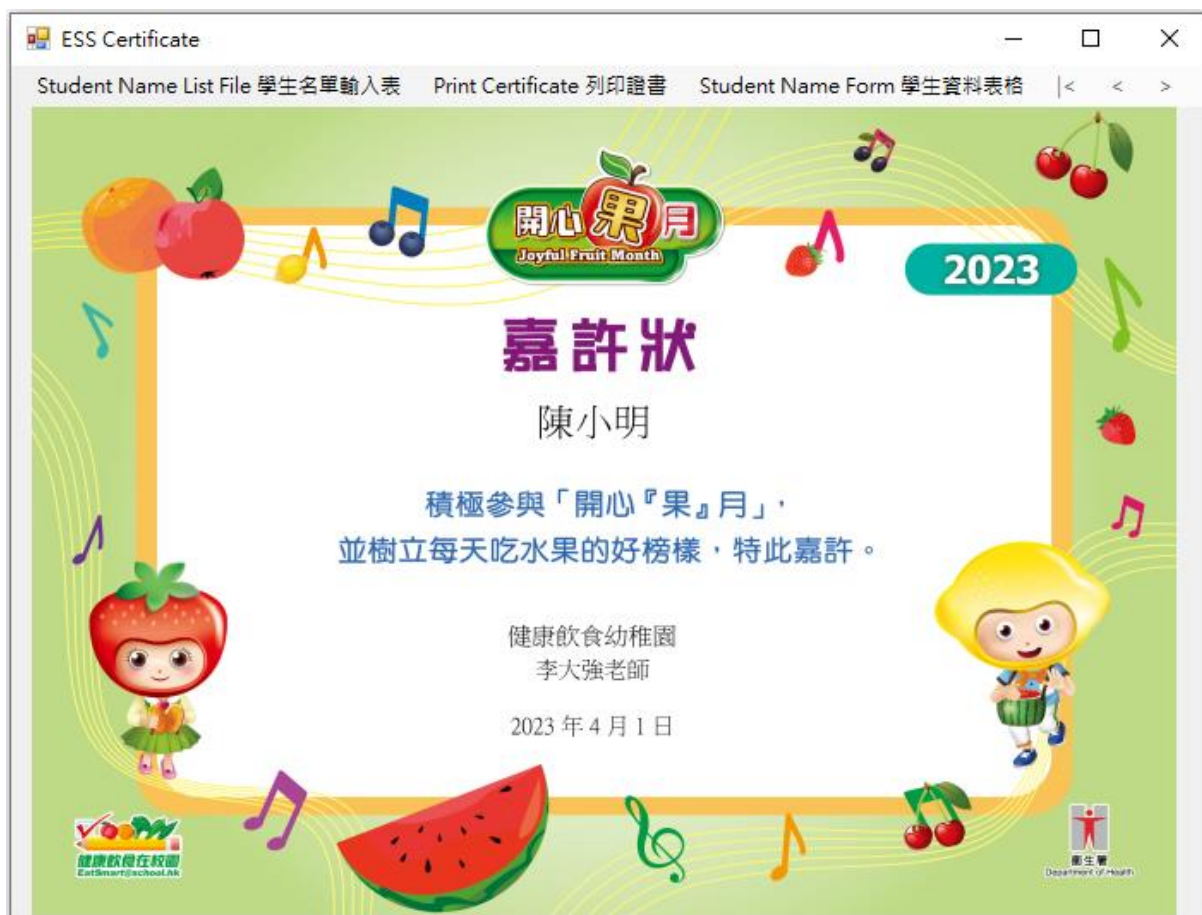 ESS Certificate
Student Name List File 學生名單輸入表 Print Certificate 列印證書 Student Name Form 學生資料表格 |< < >
開心果月
Joyful Fruit Month
2023
嘉許狀
陳小明
積極參與「開心『果』月」，
並樹立每天吃水果的好榜樣，特此嘉許。
健康飲食幼稚園
李大強老師
2023 年 4 月 1 日
健康飲食在校園
EatSmart@school.hk
衞生署
Department of Health